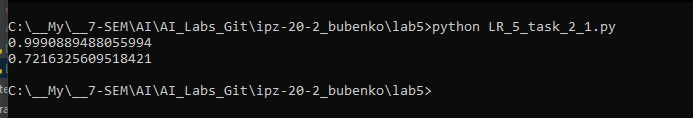 C:\__My\__7-SEM\AI\AI_Labs_Git\ipz-20-2_bubenko\lab5>python LR_5_task_2_1.py
0.9990889488055994
0.7216325609518421
C:\__My\__7-SEM\AI\AI_Labs_Git\ipz-20-2_bubenko\lab5>